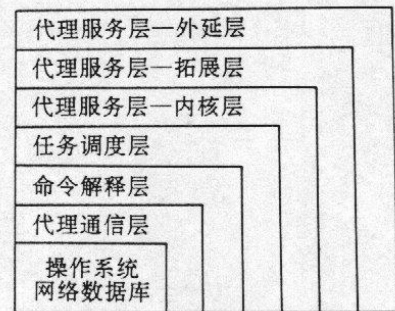 代理服务层—外延层
代理服务层—拓展层
代理服务层—内核层
任务调度层
命令解释层
代理通信层
操作系统
网络数据库